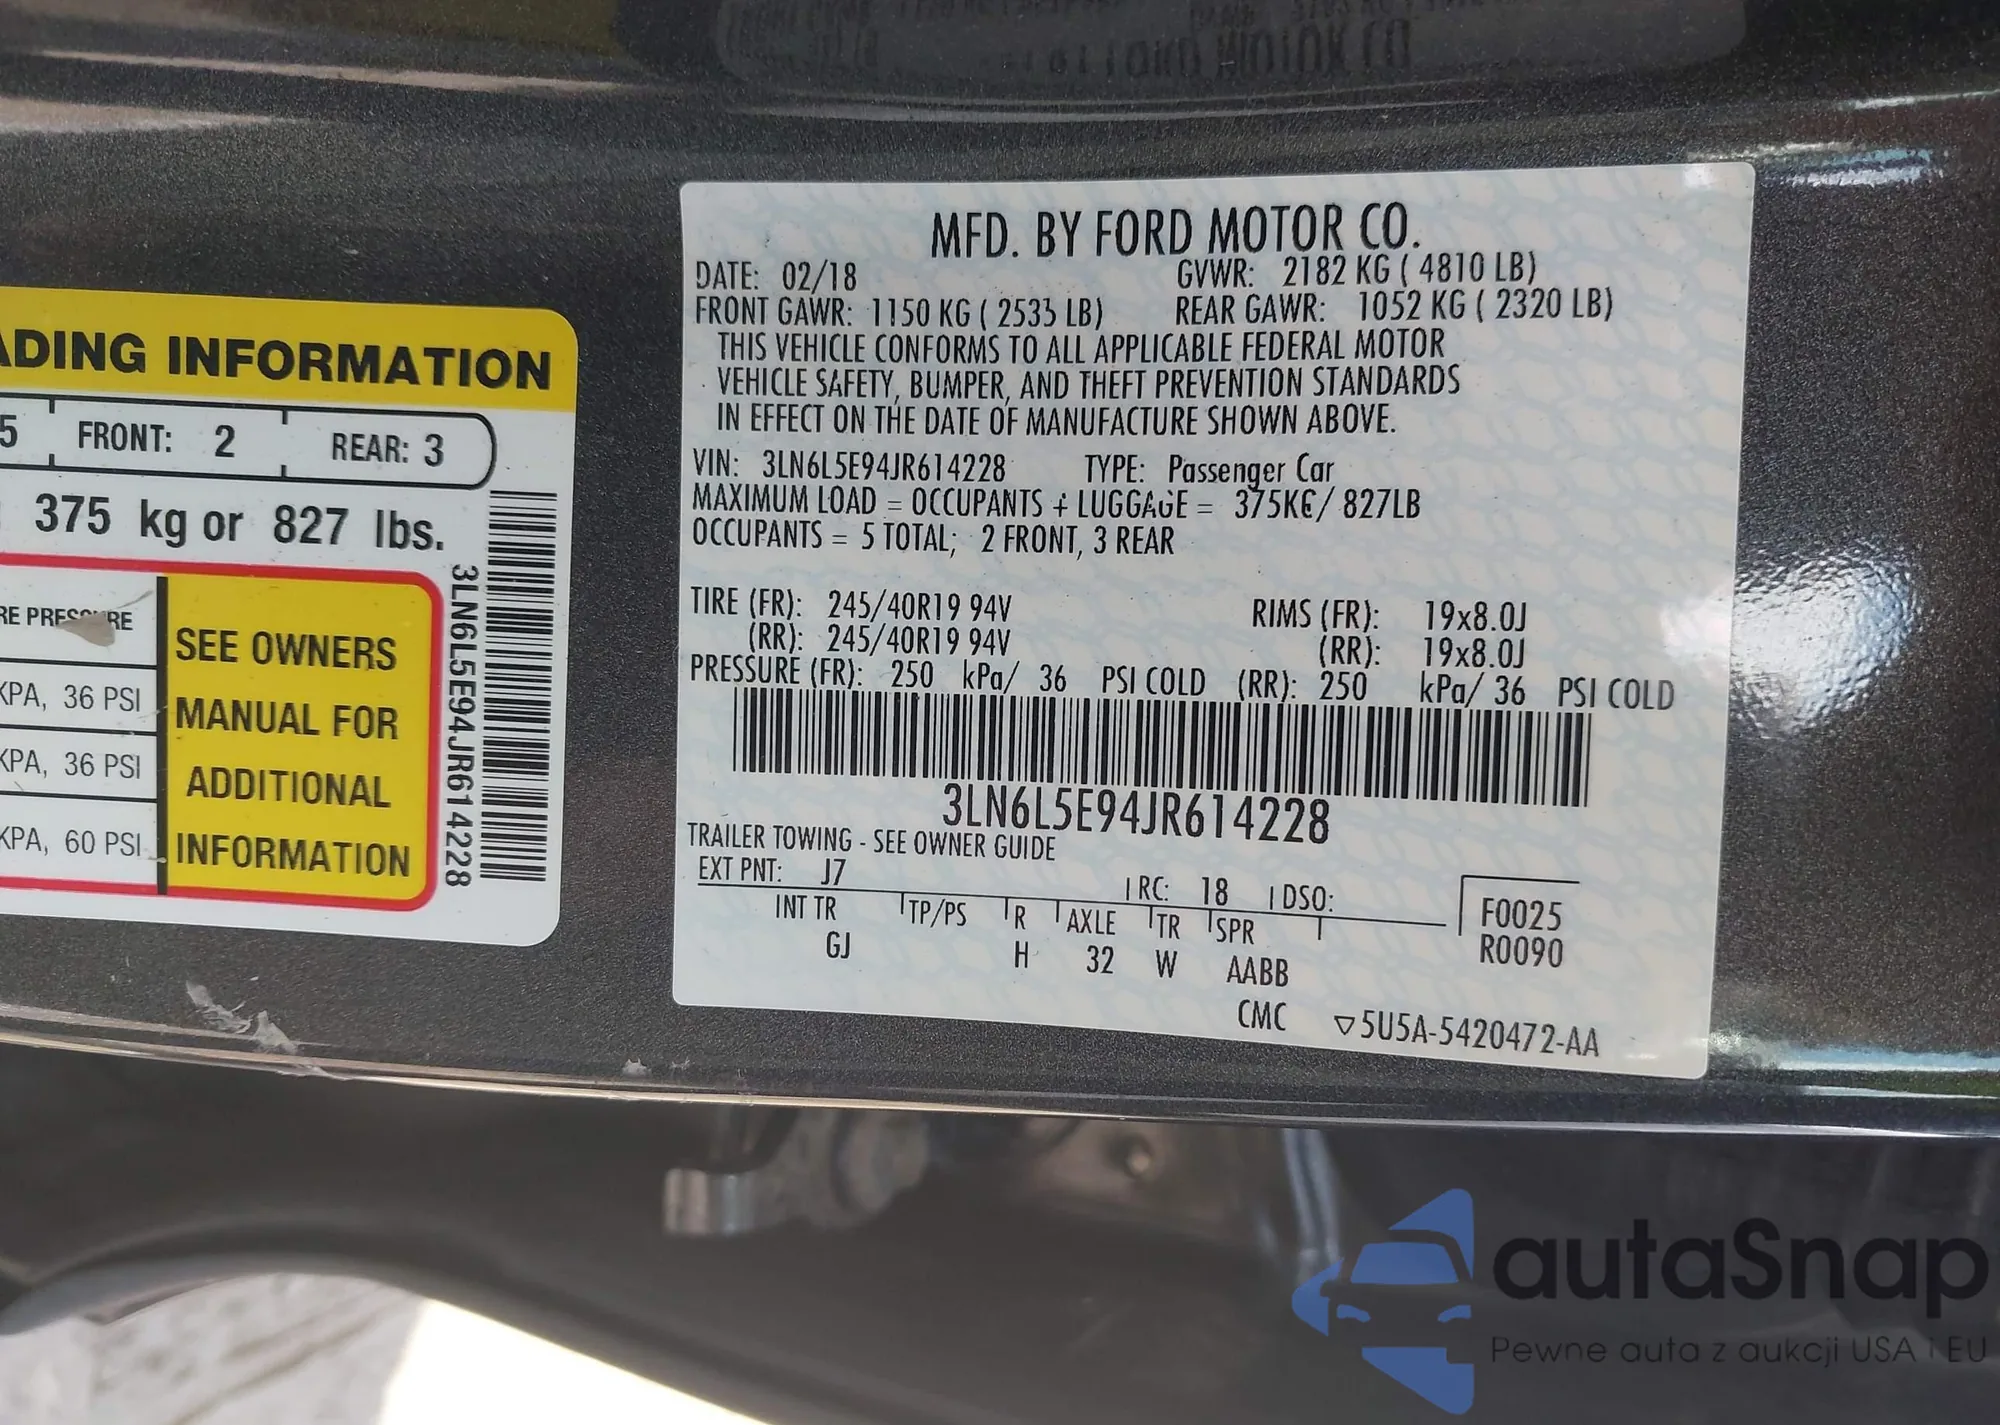 ADING INFORMATION
5 FRONT: 2 REAR: 3
375 kg or 827 lbs.
RE PRESSURE
KPA, 36 PSI
KPA, 36 PSI
KPA, 60 PSI
SEE OWNERS
MANUAL FOR
ADDITIONAL
INFORMATION
3LN6L5E94JR614228
MFD. BY FORD MOTOR CO.
DATE: 02/18 GVWR: 2182 KG ( 4810 LB)
FRONT GAWR: 1150 KG ( 2535 LB) REAR GAWR: 1052 KG ( 2320 LB)
THIS VEHICLE CONFORMS TO ALL APPLICABLE FEDERAL MOTOR
VEHICLE SAFETY, BUMPER, AND THEFT PREVENTION STANDARDS
IN EFFECT ON THE DATE OF MANUFACTURE SHOWN ABOVE.
VIN: 3LN6L5E94JR614228 TYPE: Passenger Car
MAXIMUM LOAD = OCCUPANTS + LUGGAGE = 375KG/ 827LB
OCCUPANTS = 5 TOTAL; 2 FRONT, 3 REAR
TIRE (FR): 245/40R19 94V RIMS (FR): 19x8.0J
(RR): 245/40R19 94V (RR): 19x8.0J
PRESSURE (FR): 250 kPa/ 36 PSI COLD (RR): 250 kPa/ 36 PSI COLD
3LN6L5E94JR614228
TRAILER TOWING - SEE OWNER GUIDE
EXT PNT: J7 RC: 18 DSO:
INT TR TP/PS R AXLE TR SPR F0025
GJ H 32 W AABB R0090
CMC ▽5U5A-5420472-AA
autaSnap
Pewne auta z aukcji USA i EU